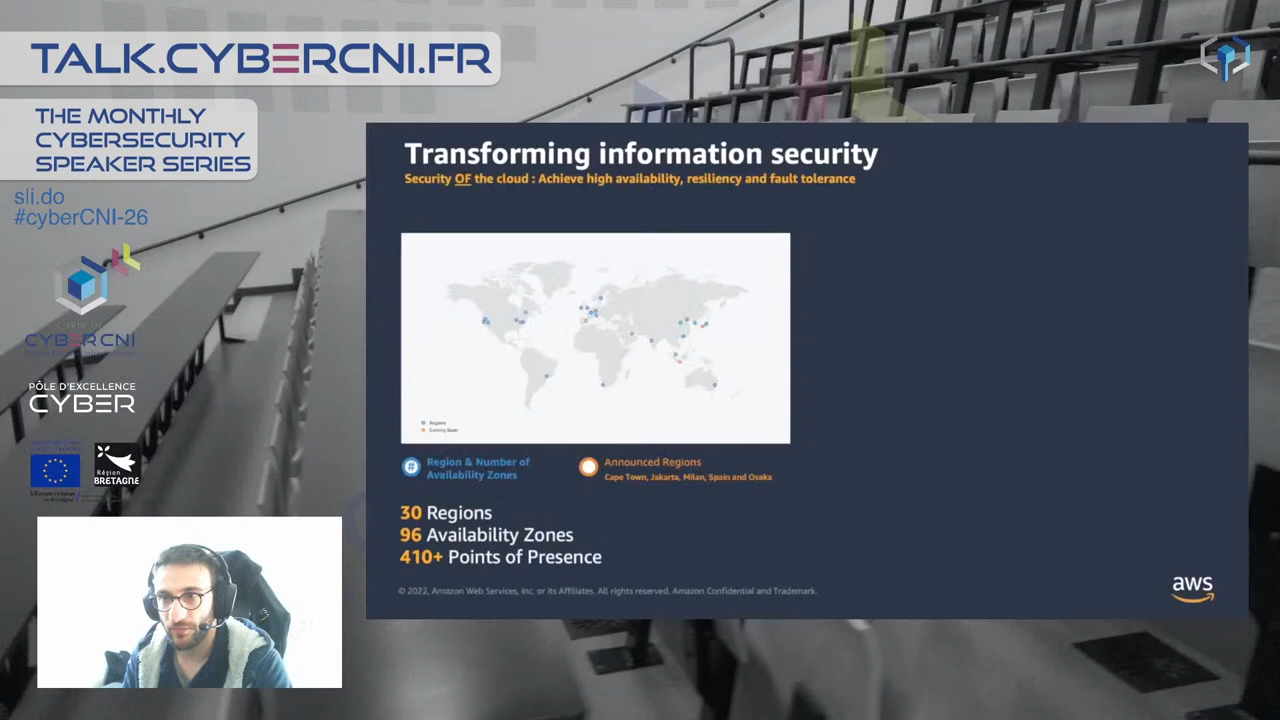 TALK.CYBERCNI.FR
THE MONTHLY
CYBERSECURITY
SPEAKER SERIES
sli.do
#cyberCNI-26
CYBERCNI
PÔLE D'EXCELLENCE
CYBER
Région
BRETAGNE
Transforming information security
Security OF the cloud : Achieve high availability, resiliency and fault tolerance
Regions
Coming Soon
# Region & Number of
Availability Zones
Announced Regions
Cape Town, Jakarta, Milan, Spain and Osaka
30 Regions
96 Availability Zones
410+ Points of Presence
© 2022, Amazon Web Services, Inc. or its Affiliates. All rights reserved. Amazon Confidential and Trademark.
aws